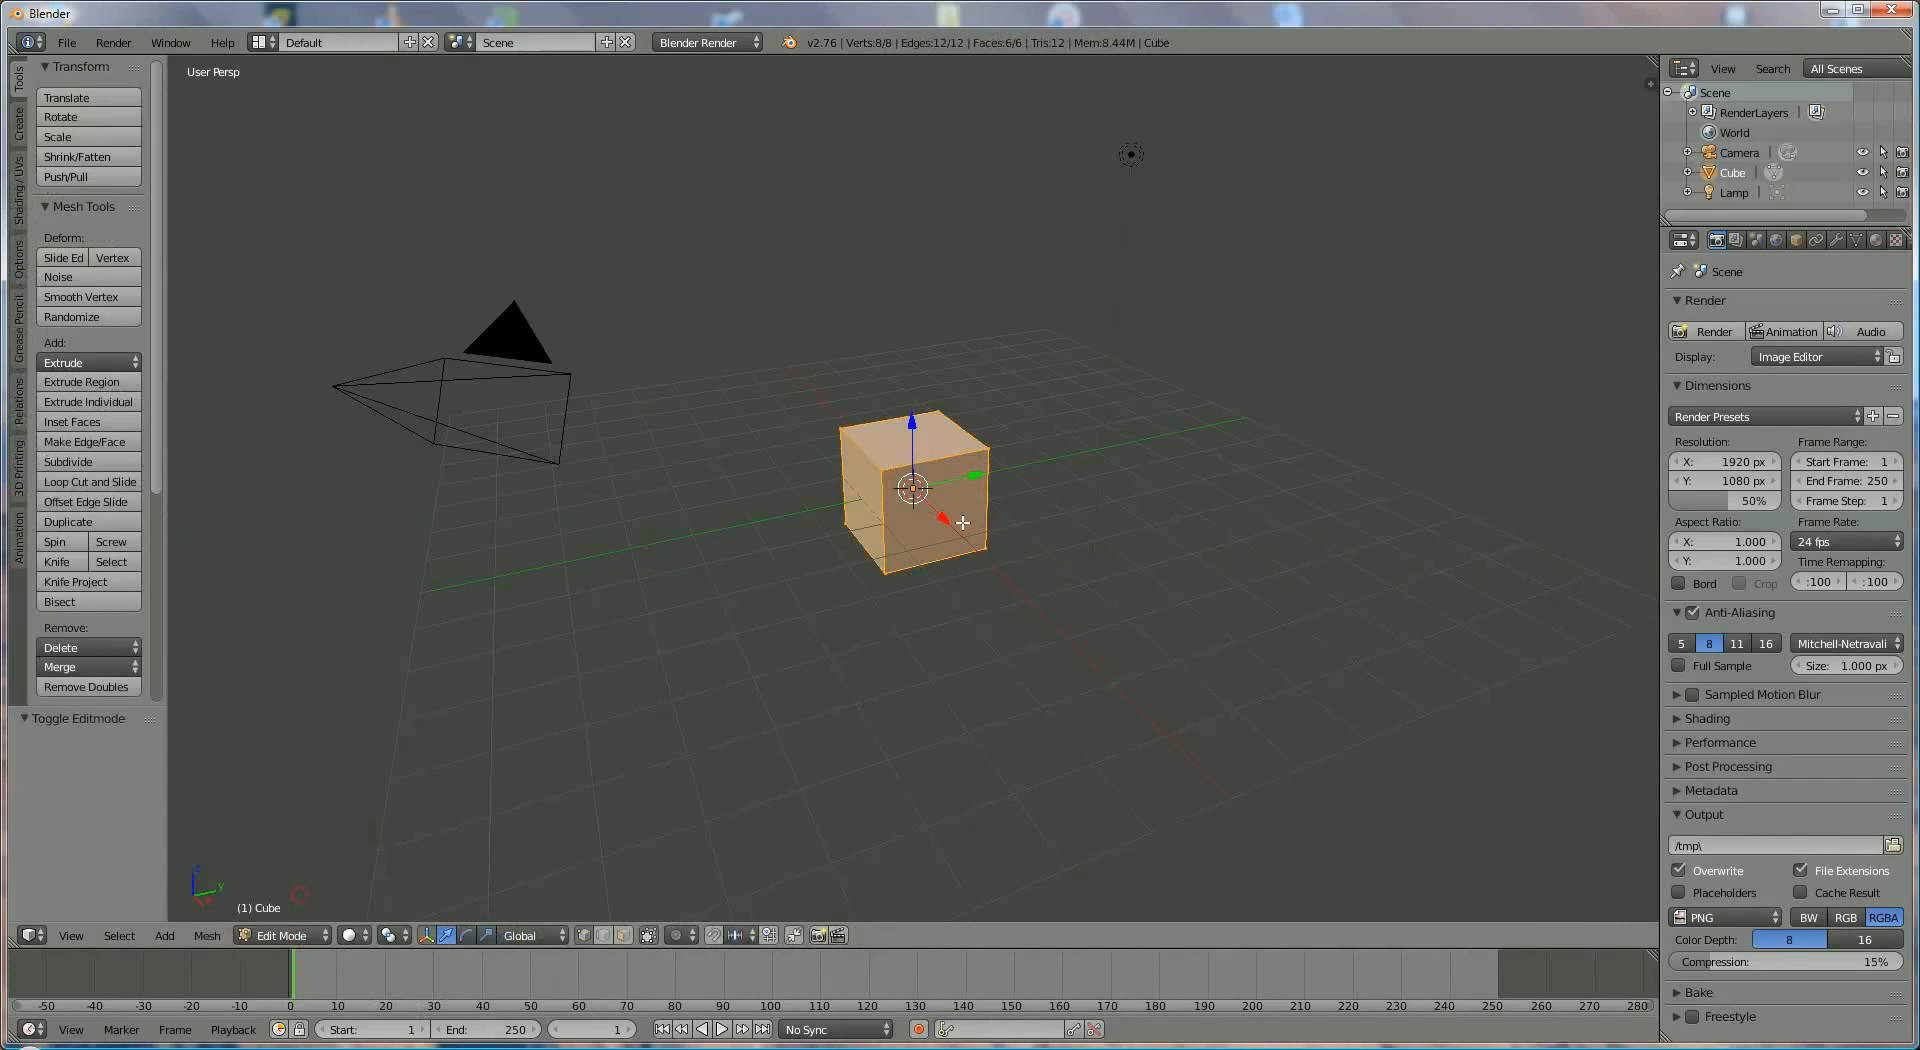 Blender
File Render Window Help Default Scene Blender Render v2.76 | Verts:8/8 | Edges:12/12 | Faces:6/6 | Tris:12 | Mem:8.44M | Cube
Tools
Create
Shading / UVs
Options
Grease Pencil
Relations
3D Printing
Animation
Transform
Translate
Rotate
Scale
Shrink/Fatten
Push/Pull
Mesh Tools
Deform:
Slide Ed Vertex
Noise
Smooth Vertex
Randomize
Add:
Extrude
Extrude Region
Extrude Individual
Inset Faces
Make Edge/Face
Subdivide
Loop Cut and Slide
Offset Edge Slide
Duplicate
Spin Screw
Knife Select
Knife Project
Bisect
Remove:
Delete
Merge
Remove Doubles
Toggle Editmode
User Persp
z
y
(1) Cube
View Search All Scenes
Scene
RenderLayers |
World
Camera |
Cube |
Lamp |
Scene
Render
Render Animation Audio
Display: Image Editor
Dimensions
Render Presets
Resolution: Frame Range:
X: 1920 px Start Frame: 1
Y: 1080 px End Frame: 250
50% Frame Step: 1
Aspect Ratio: Frame Rate:
X: 1.000 24 fps
Y: 1.000 Time Remapping:
Bord Crop :100 :100
Anti-Aliasing
5 8 11 16 Mitchell-Netravali
Full Sample Size: 1.000 px
Sampled Motion Blur
Shading
Performance
Post Processing
Metadata
Output
/tmp\
Overwrite File Extensions
Placeholders Cache Result
PNG BW RGB RGBA
Color Depth: 8 16
Compression: 15%
Bake
Freestyle
View Select Add Mesh Edit Mode Global
-50 -40 -30 -20 -10 0 10 20 30 40 50 60 70 80 90 100 110 120 130 140 150 160 170 180 190 200 210 220 230 240 250 260 270 280
View Marker Frame Playback Start: 1 End: 250 1 No Sync